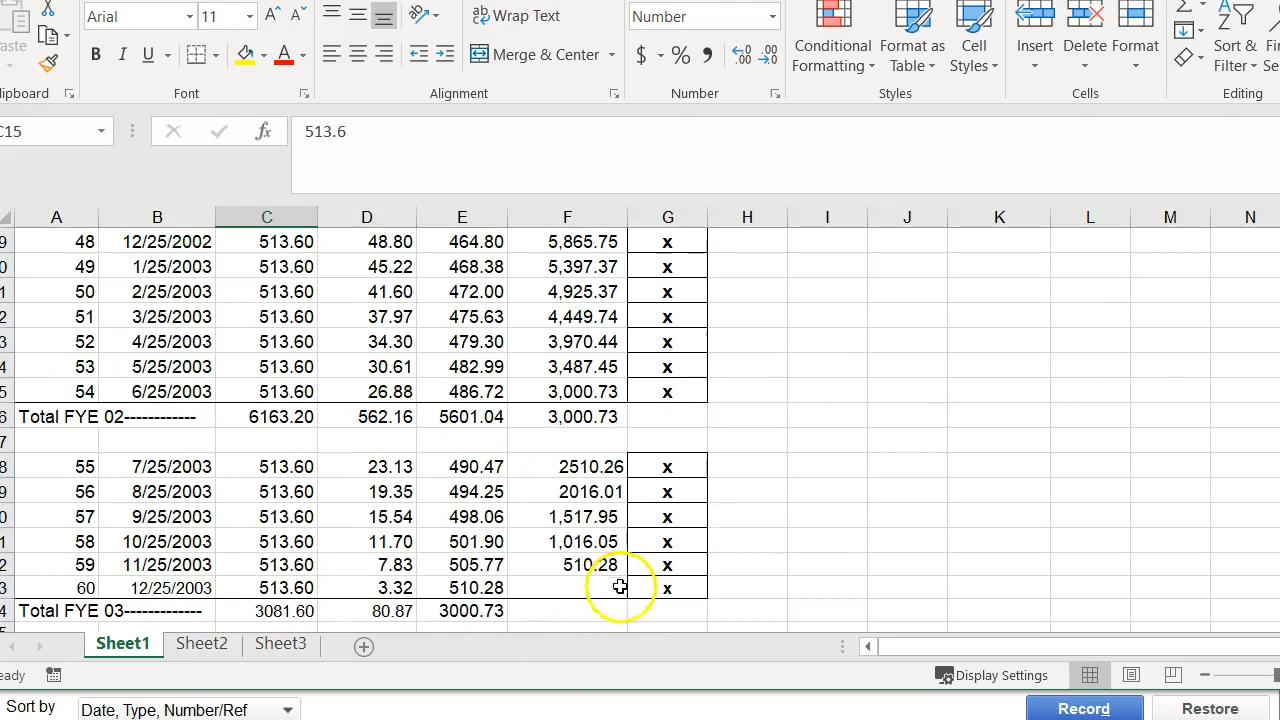 Arial 11 Wrap Text Number
B I U Merge & Center $ % 9 .00 .00
Conditional Formatting Format as Table Cell Styles Insert Delete Format Sort & Filter
Font Alignment Number Styles Cells Editing
C15 fx 513.6
A B C D E F G H I J K L M N
48 12/25/2002 513.60 48.80 464.80 5,865.75 x
49 1/25/2003 513.60 45.22 468.38 5,397.37 x
50 2/25/2003 513.60 41.60 472.00 4,925.37 x
51 3/25/2003 513.60 37.97 475.63 4,449.74 x
52 4/25/2003 513.60 34.30 479.30 3,970.44 x
53 5/25/2003 513.60 30.61 482.99 3,487.45 x
54 6/25/2003 513.60 26.88 486.72 3,000.73 x
Total FYE 02------------ 6163.20 562.16 5601.04 3,000.73
55 7/25/2003 513.60 23.13 490.47 2510.26 x
56 8/25/2003 513.60 19.35 494.25 2016.01 x
57 9/25/2003 513.60 15.54 498.06 1,517.95 x
58 10/25/2003 513.60 11.70 501.90 1,016.05 x
59 11/25/2003 513.60 7.83 505.77 510.28 x
60 12/25/2003 513.60 3.32 510.28 x
Total FYE 03------------- 3081.60 80.87 3000.73
Sheet1 Sheet2 Sheet3
Display Settings
Sort by Date, Type, Number/Ref Record Restore